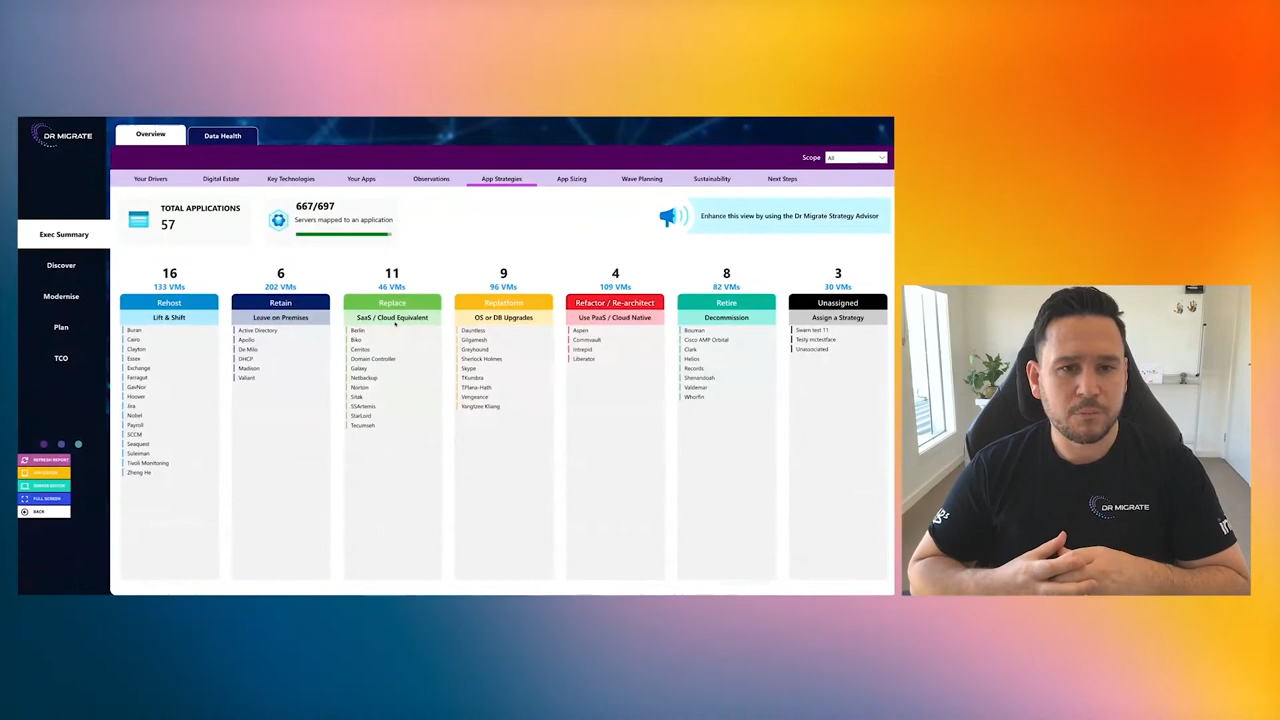 DR MIGRATE
Overview
Data Health
Scope
All
Your Drivers
Digital Estate
Key Technologies
Your Apps
Observations
App Strategies
App Sizing
Wave Planning
Sustainability
Next Steps
TOTAL APPLICATIONS
57
667/697
Servers mapped to an application
Enhance this view by using the Dr Migrate Strategy Advisor
Exec Summary
Discover
Modernise
Plan
TCO
REFRESH REPORT
FULL SCREEN
BACK
16
133 VMs
Rehost
Lift & Shift
Buran
Cairo
Clayton
Essex
Exchange
Farragut
GavNor
Hoover
Jira
Nobel
Payroll
SCCM
Seaquest
Suleiman
Tivoli Monitoring
Zheng He
6
202 VMs
Retain
Leave on Premises
Active Directory
Apollo
De Milo
DHCP
Madison
Valiant
11
46 VMs
Replace
SaaS / Cloud Equivalent
Berlin
Biko
Cerritos
Domain Controller
Galaxy
Netbackup
Norton
Sitak
SSArtemis
StarLord
Tecumseh
9
96 VMs
Replatform
OS or DB Upgrades
Dauntless
Gilgamesh
Greyhound
Sherlock Holmes
Skype
TKumbra
TPlana-Hath
Vengeance
Yangtzee Kliang
4
109 VMs
Refactor / Re-architect
Use PaaS / Cloud Native
Aspen
Commvault
Intrepid
Liberator
8
82 VMs
Retire
Decommission
Bouman
Cisco AMP Orbital
Clark
Helios
Records
Shenandoah
Valdemar
Whorfin
3
30 VMs
Unassigned
Assign a Strategy
Swarn test 11
Testy mctestface
Unassociated
DR MIGRATE